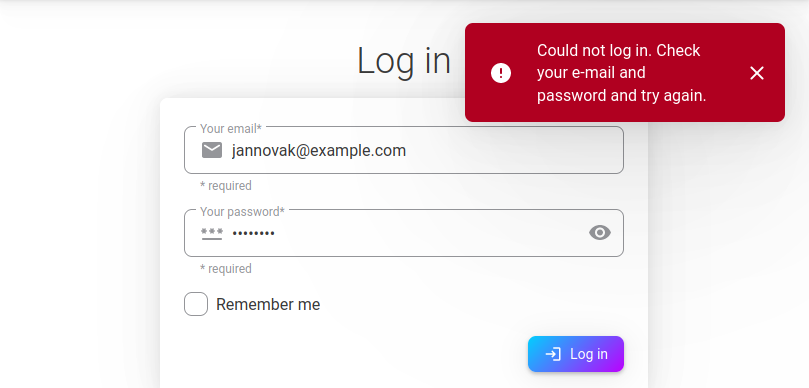 Log in
Could not log in. Check
your e-mail and
password and try again.
Your email*
jannovak@example.com
* required
Your password*
••••••••
* required
Remember me
Log in